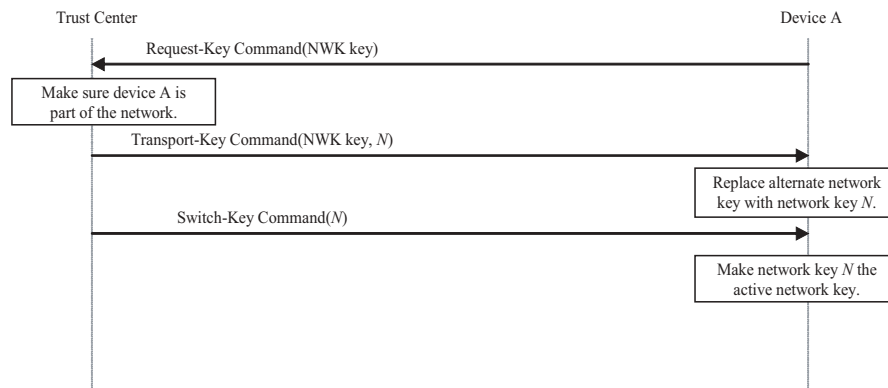 Trust Center
Device A
Request-Key Command(NWK key)
Make sure device A is
part of the network.
Transport-Key Command(NWK key, N)
Replace alternate network
key with network key N.
Switch-Key Command(N)
Make network key N the
active network key.